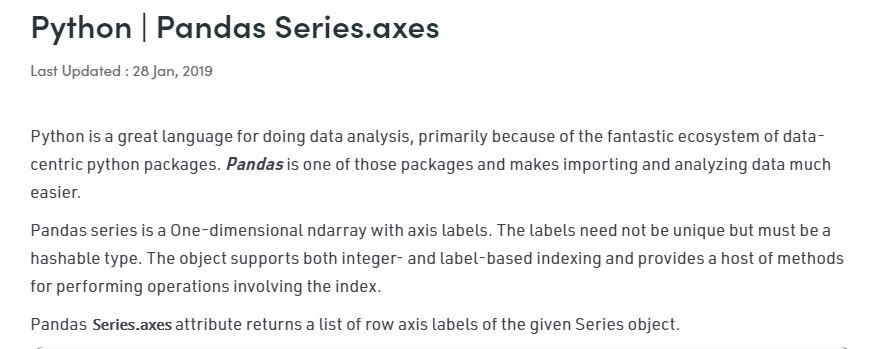 Python | Pandas Series.axes
Last Updated : 28 Jan, 2019
Python is a great language for doing data analysis, primarily because of the fantastic ecosystem of data-
centric python packages. Pandas is one of those packages and makes importing and analyzing data much
easier.
Pandas series is a One-dimensional ndarray with axis labels. The labels need not be unique but must be a
hashable type. The object supports both integer- and label-based indexing and provides a host of methods
for performing operations involving the index.
Pandas Series.axes attribute returns a list of row axis labels of the given Series object.